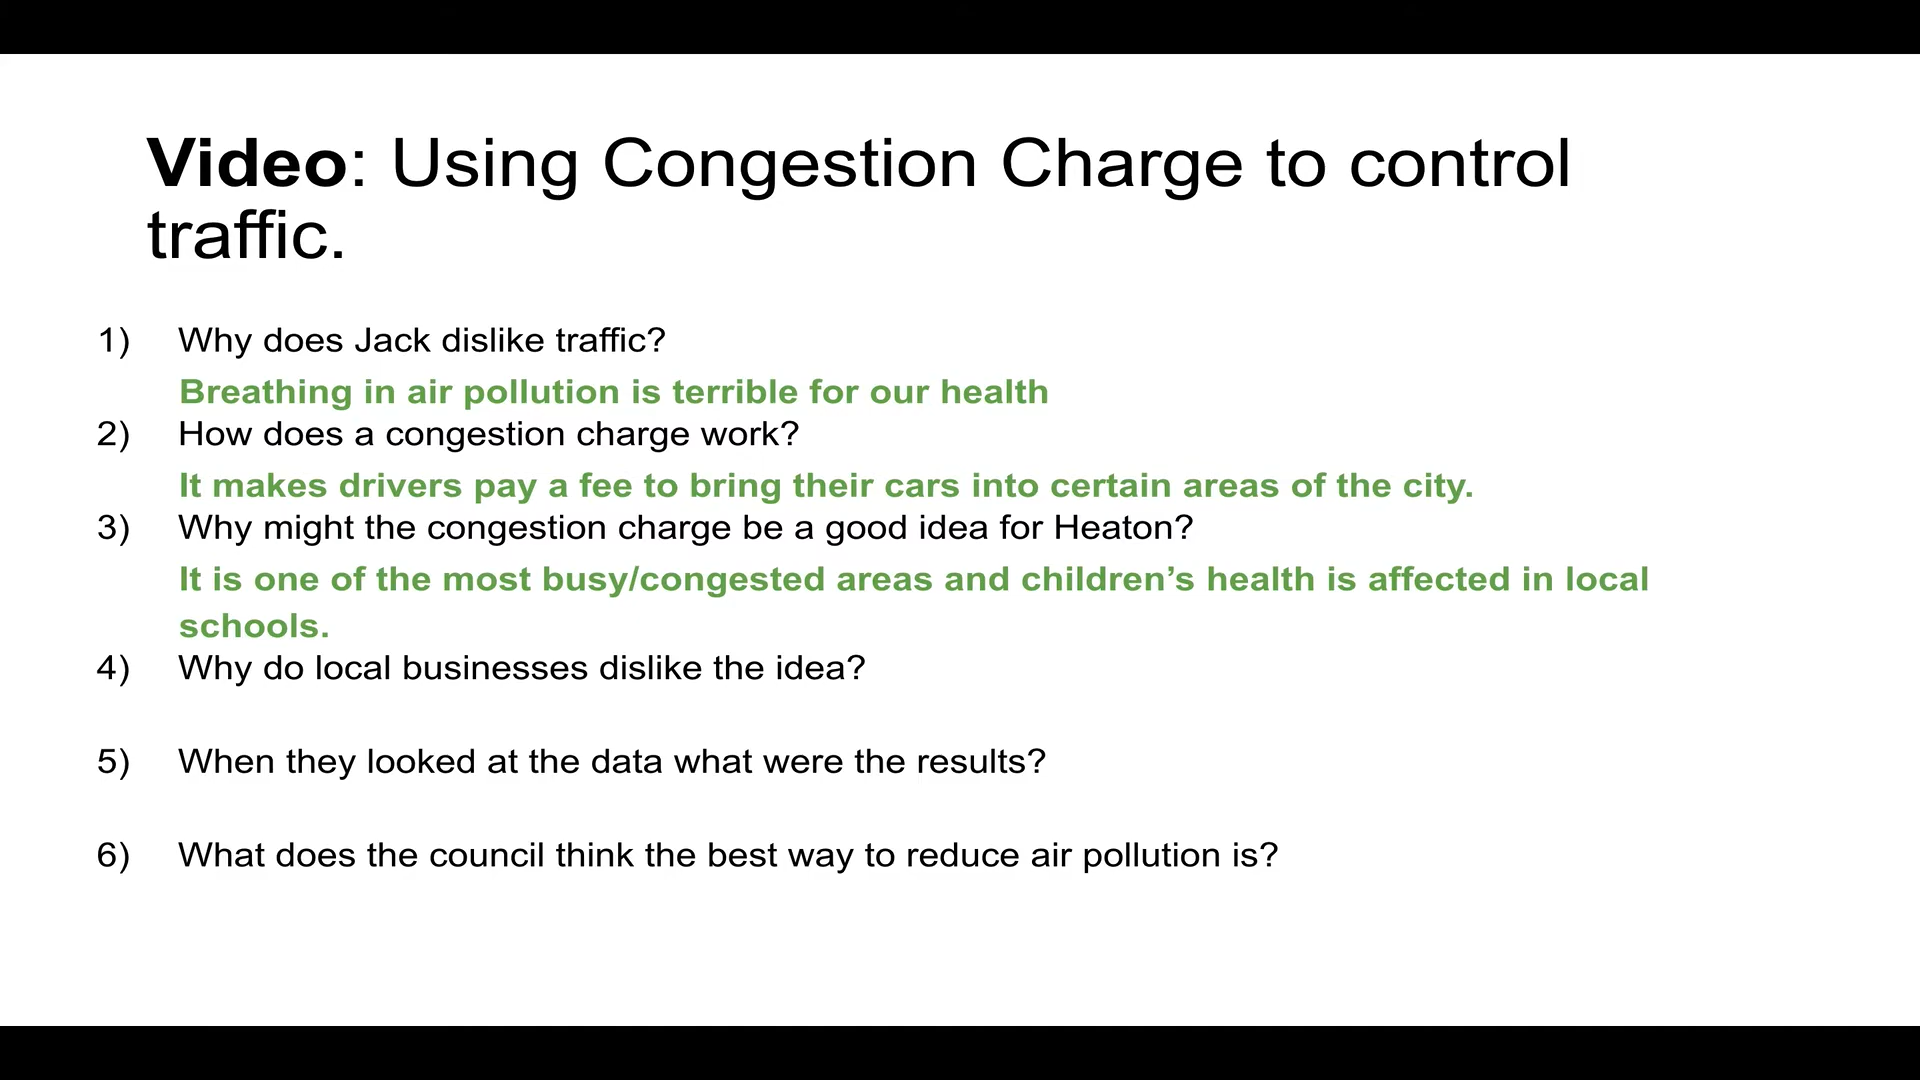 Video: Using Congestion Charge to control
traffic.
1) Why does Jack dislike traffic?
Breathing in air pollution is terrible for our health
2) How does a congestion charge work?
It makes drivers pay a fee to bring their cars into certain areas of the city.
3) Why might the congestion charge be a good idea for Heaton?
It is one of the most busy/congested areas and children’s health is affected in local
schools.
4) Why do local businesses dislike the idea?
5) When they looked at the data what were the results?
6) What does the council think the best way to reduce air pollution is?